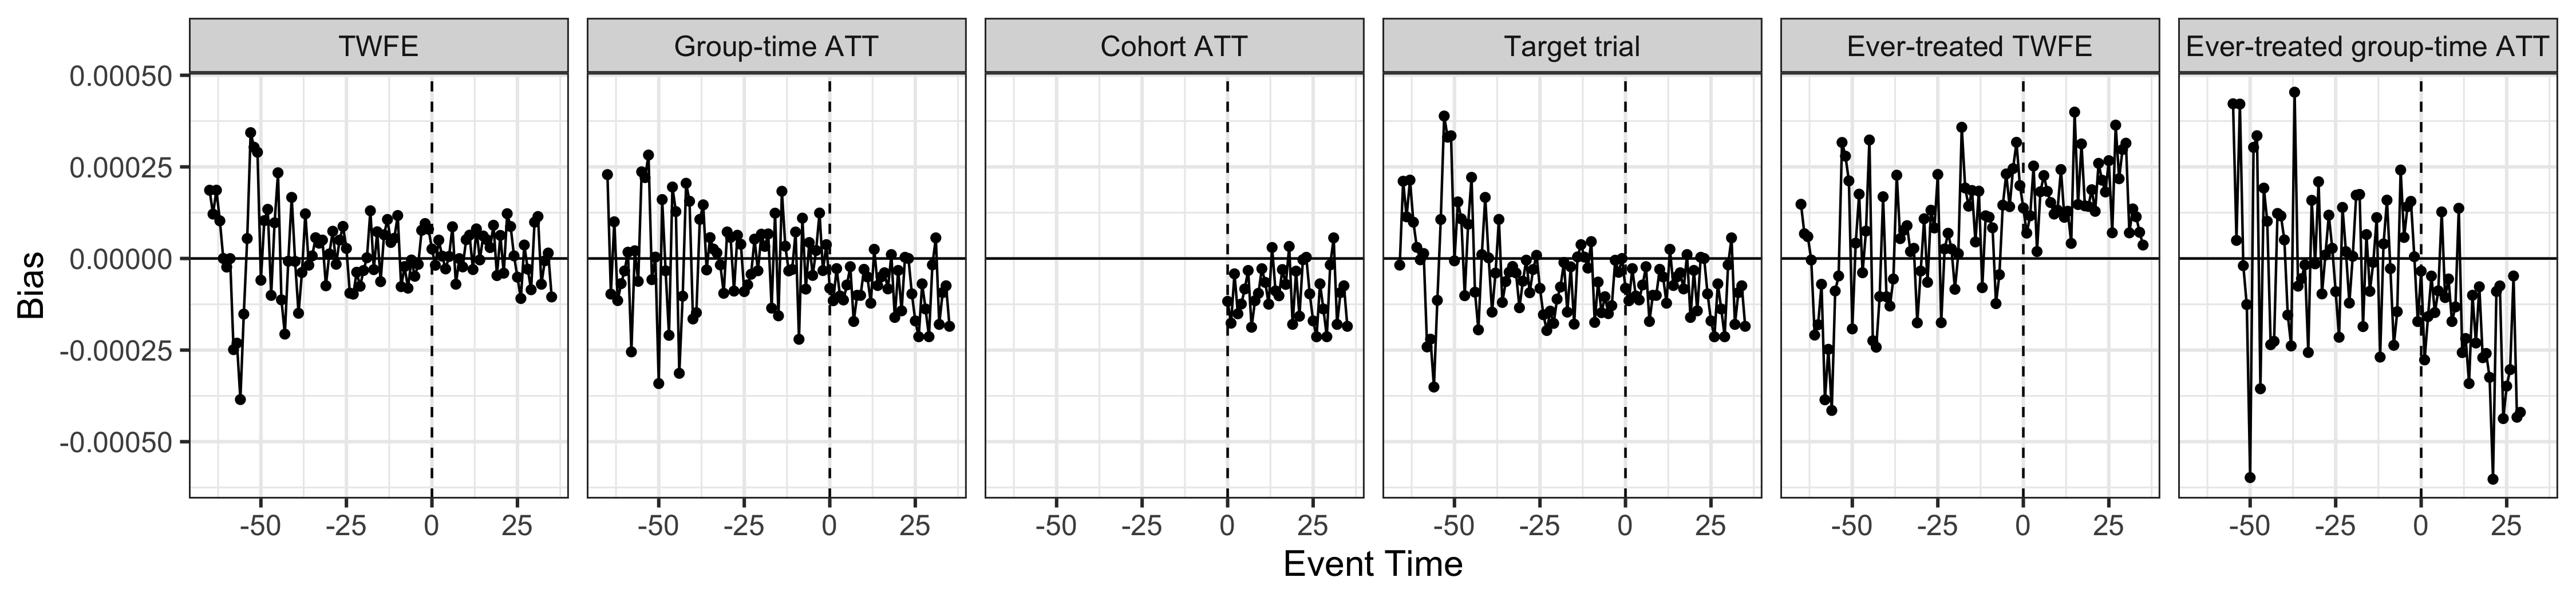 TWFE
Group-time ATT
Cohort ATT
Target trial
Ever-treated TWFE
Ever-treated group-time ATT
0.00050
0.00025
0.00000
-0.00025
-0.00050
Bias
-50 -25 0 25
-50 -25 0 25
-50 -25 0 25
-50 -25 0 25
-50 -25 0 25
-50 -25 0 25
Event Time